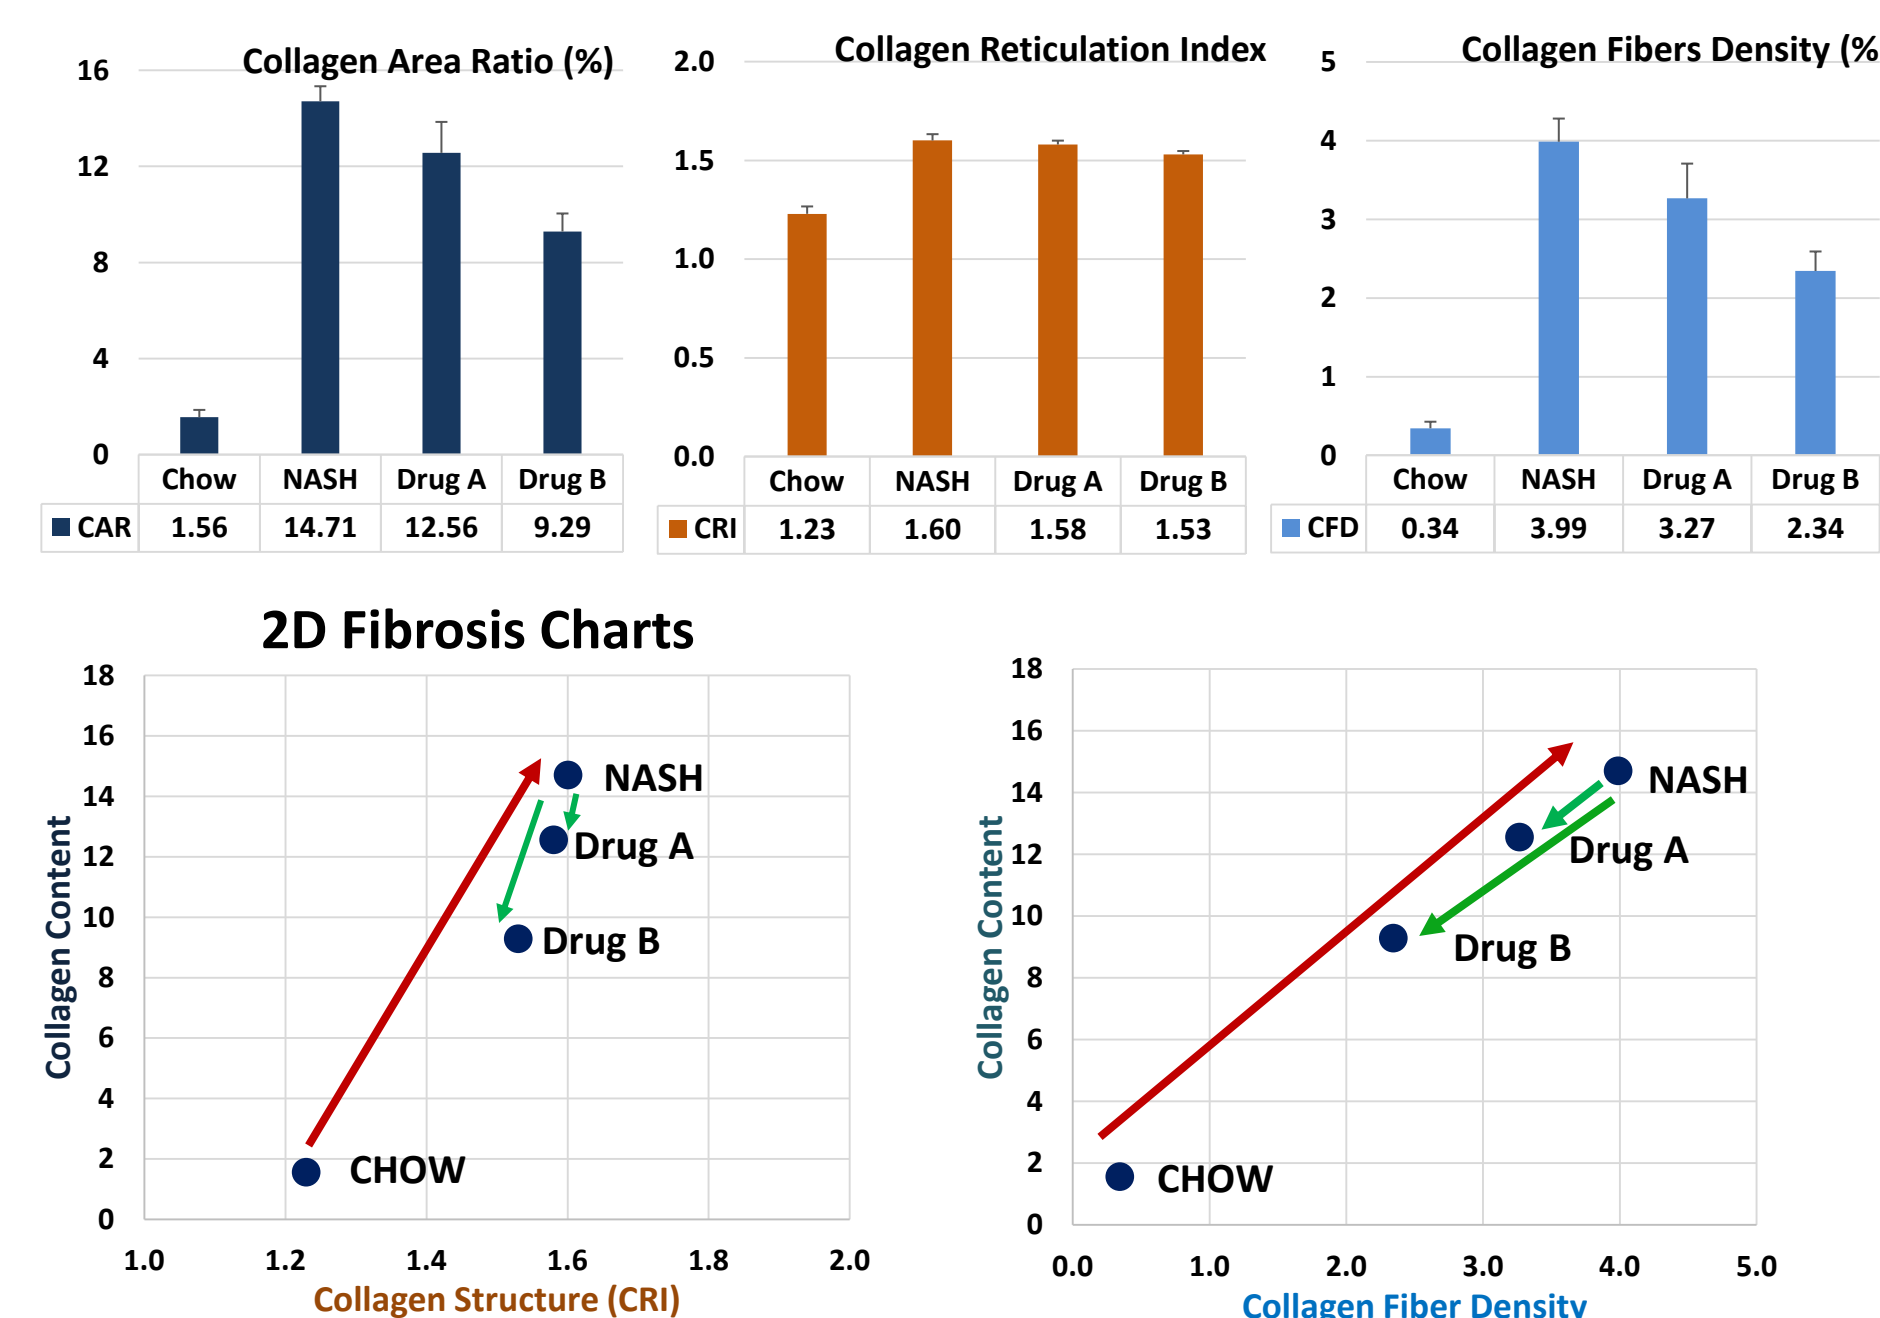 Collagen Area Ratio (%)
16
12
8
4
0
Chow NASH Drug A Drug B
CAR 1.56 14.71 12.56 9.29
Collagen Reticulation Index
2.0
1.5
1.0
0.5
0.0
Chow NASH Drug A Drug B
CRI 1.23 1.60 1.58 1.53
Collagen Fibers Density (%
5
4
3
2
1
0
Chow NASH Drug A Drug B
CFD 0.34 3.99 3.27 2.34
2D Fibrosis Charts
18
16
14
12
10
8
6
4
2
0
Collagen Content
NASH
Drug A
Drug B
CHOW
1.0 1.2 1.4 1.6 1.8 2.0
Collagen Structure (CRI)
18
16
14
12
10
8
6
4
2
0
Collagen Content
NASH
Drug A
Drug B
CHOW
0.0 1.0 2.0 3.0 4.0 5.0
Collagen Fiber Density